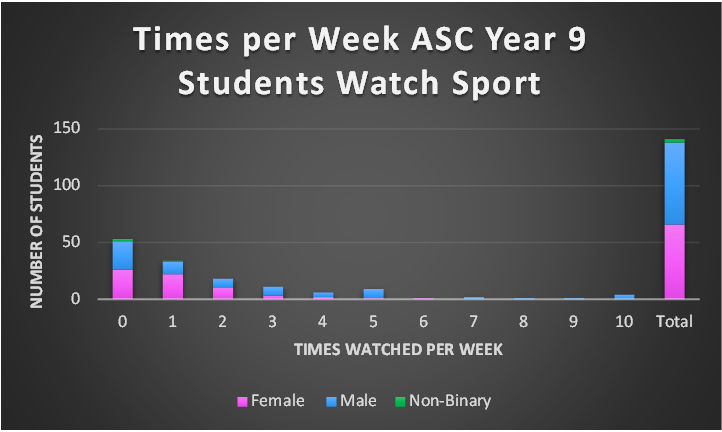 Times per Week ASC Year 9
Students Watch Sport
NUMBER OF STUDENTS
150
100
50
0
0 1 2 3 4 5 6 7 8 9 10 Total
TIMES WATCHED PER WEEK
Female Male Non-Binary